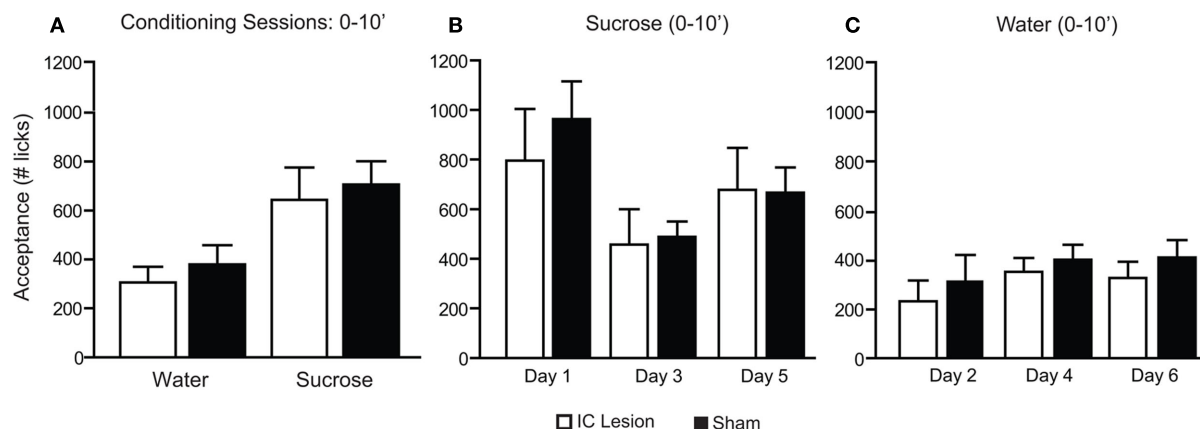 A Conditioning Sessions: 0-10'
Acceptance (# licks)
1200
1000
800
600
400
200
0
Water Sucrose
B Sucrose (0-10')
1200
1000
800
600
400
200
0
Day 1 Day 3 Day 5
C Water (0-10')
1200
1000
800
600
400
200
0
Day 2 Day 4 Day 6
IC Lesion Sham